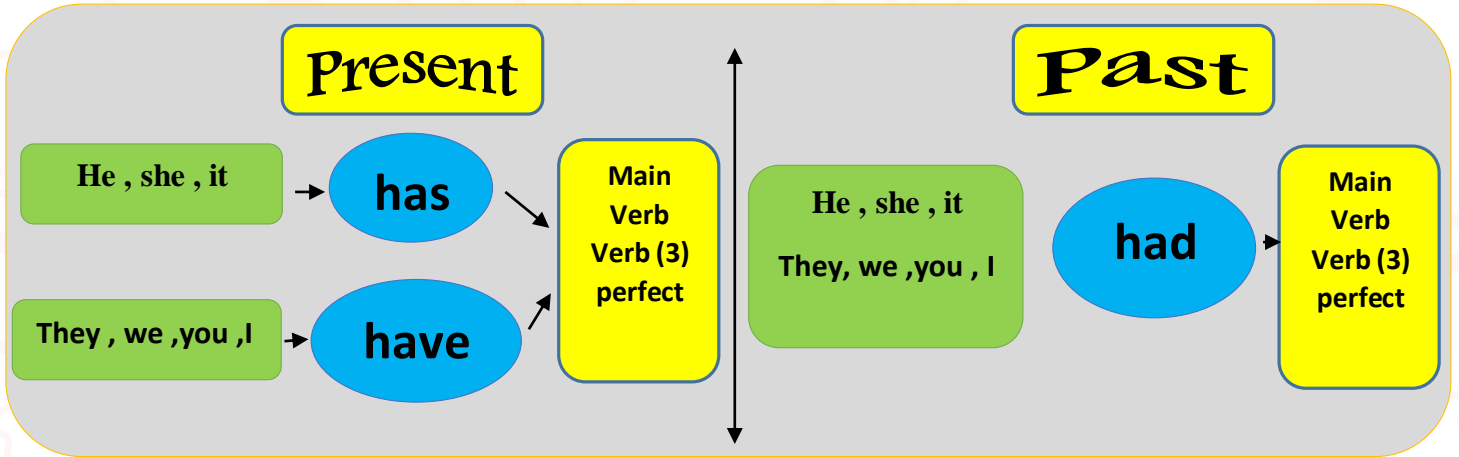 Present
He , she , it
has
They , we ,you ,I
have
Main
Verb
Verb (3)
perfect
Past
He , she , it
They, we ,you , I
had
Main
Verb
Verb (3)
perfect